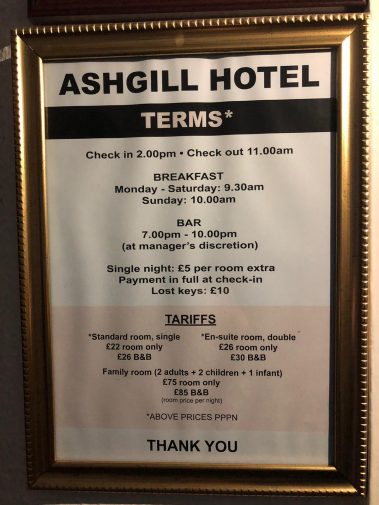 ASHGILL HOTEL
TERMS*
Check in 2.00pm • Check out 11.00am
BREAKFAST
Monday - Saturday: 9.30am
Sunday: 10.00am
BAR
7.00pm - 10.00pm
(at manager's discretion)
Single night: £5 per room extra
Payment in full at check-in
Lost keys: £10
TARIFFS
*Standard room, single
£22 room only
£26 B&B
*En-suite room, double
£26 room only
£30 B&B
Family room (2 adults + 2 children + 1 infant)
£75 room only
£85 B&B
(room price per night)
*ABOVE PRICES PPPN
THANK YOU